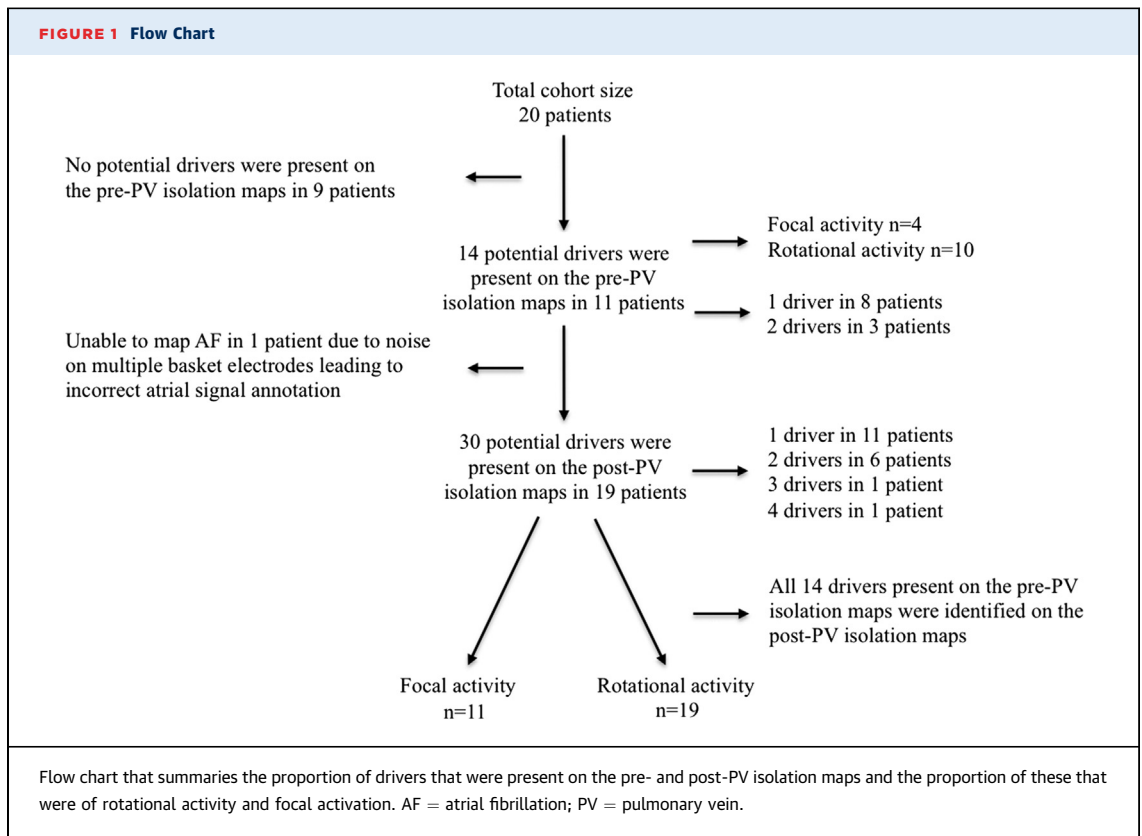 FIGURE 1 Flow Chart
Total cohort size
20 patients
No potential drivers were present on
the pre-PV isolation maps in 9 patients
Focal activity n=4
Rotational activity n=10
14 potential drivers were
present on the pre-PV
isolation maps in 11 patients
1 driver in 8 patients
2 drivers in 3 patients
Unable to map AF in 1 patient due to noise
on multiple basket electrodes leading to
incorrect atrial signal annotation
30 potential drivers were
present on the post-PV
isolation maps in 19 patients
1 driver in 11 patients
2 drivers in 6 patients
3 drivers in 1 patient
4 drivers in 1 patient
All 14 drivers present on the pre-PV
isolation maps were identified on the
post-PV isolation maps
Focal activity
n=11
Rotational activity
n=19
Flow chart that summaries the proportion of drivers that were present on the pre- and post-PV isolation maps and the proportion of these that
were of rotational activity and focal activation. AF = atrial fibrillation; PV = pulmonary vein.